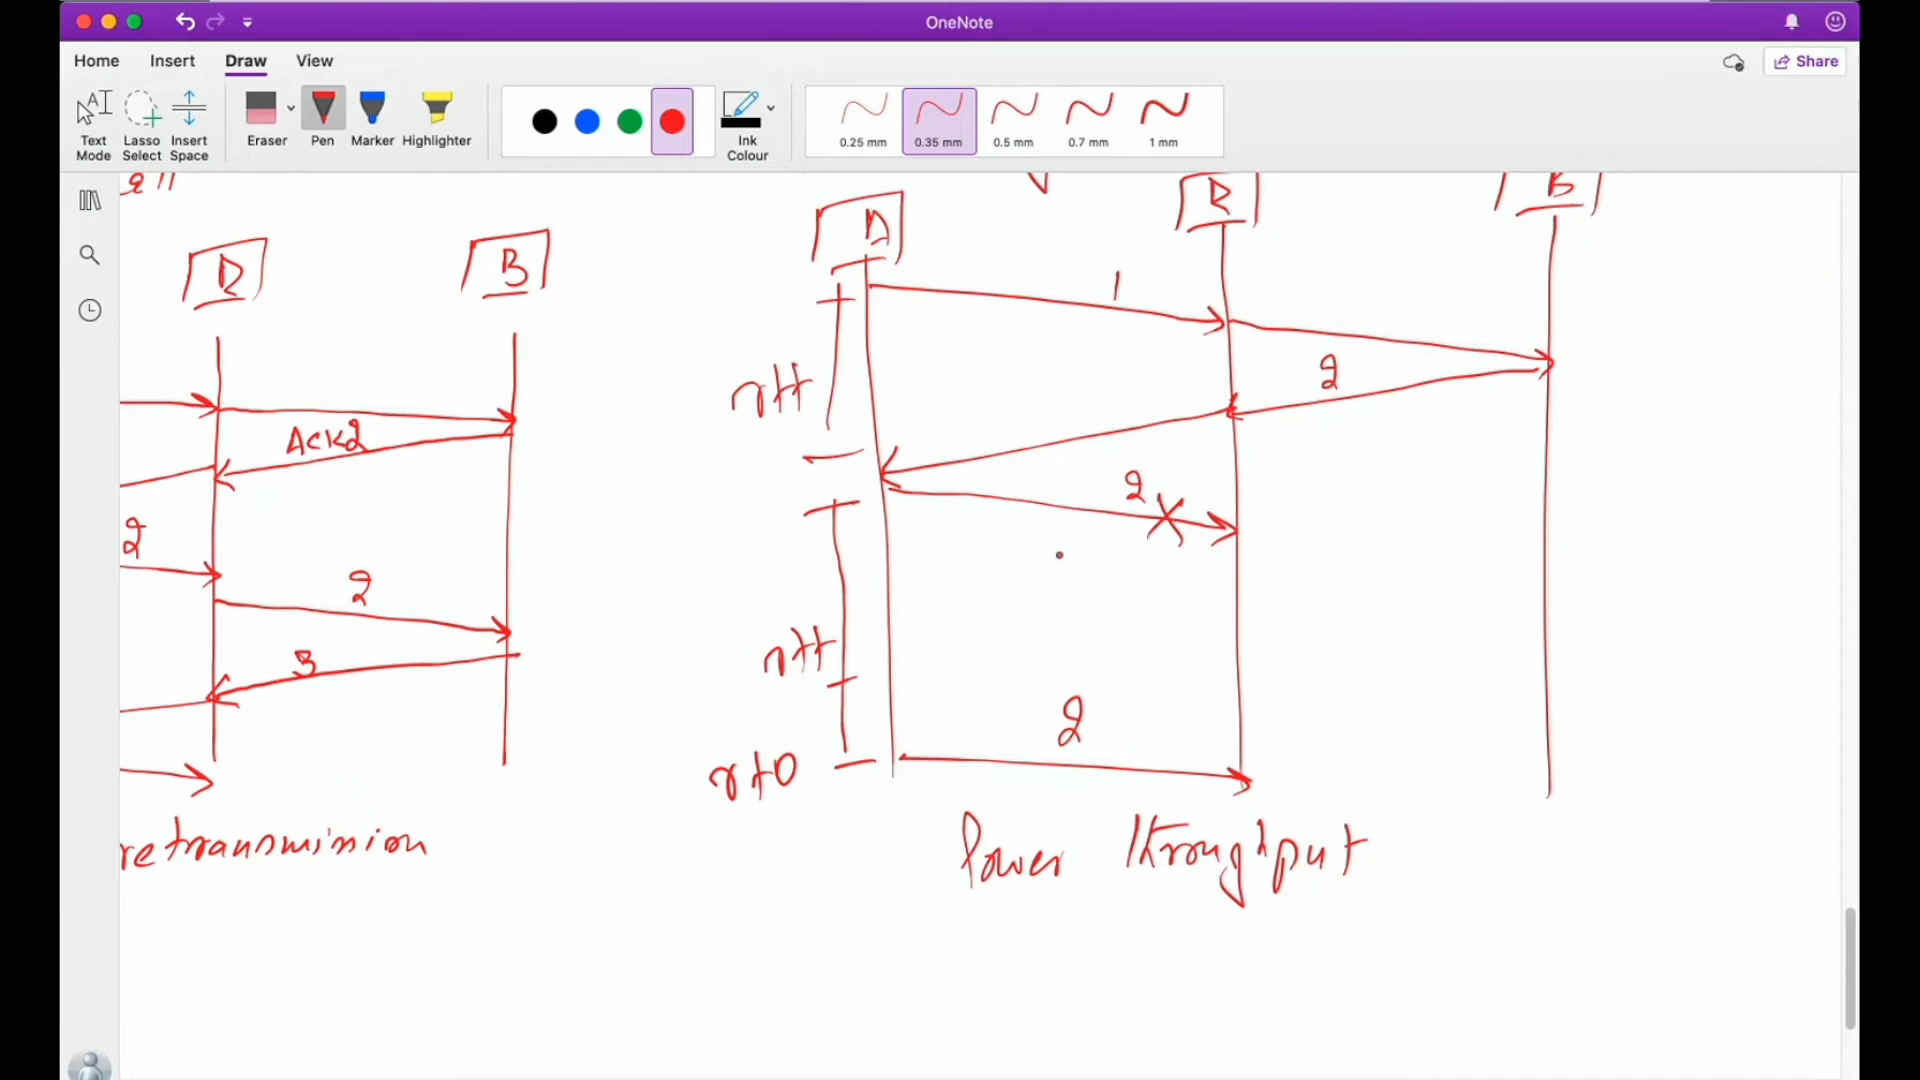 OneNote
Home Insert Draw View
Share
Text Mode
Lasso Select
Insert Space
Eraser
Pen
Marker
Highlighter
Ink Colour
0.25 mm
0.35 mm
0.5 mm
0.7 mm
1 mm
R
B
ACK2
2
2
3
retransmission
A
R
B
1
2
rtt
2
rtt
2
rto
Power throughput